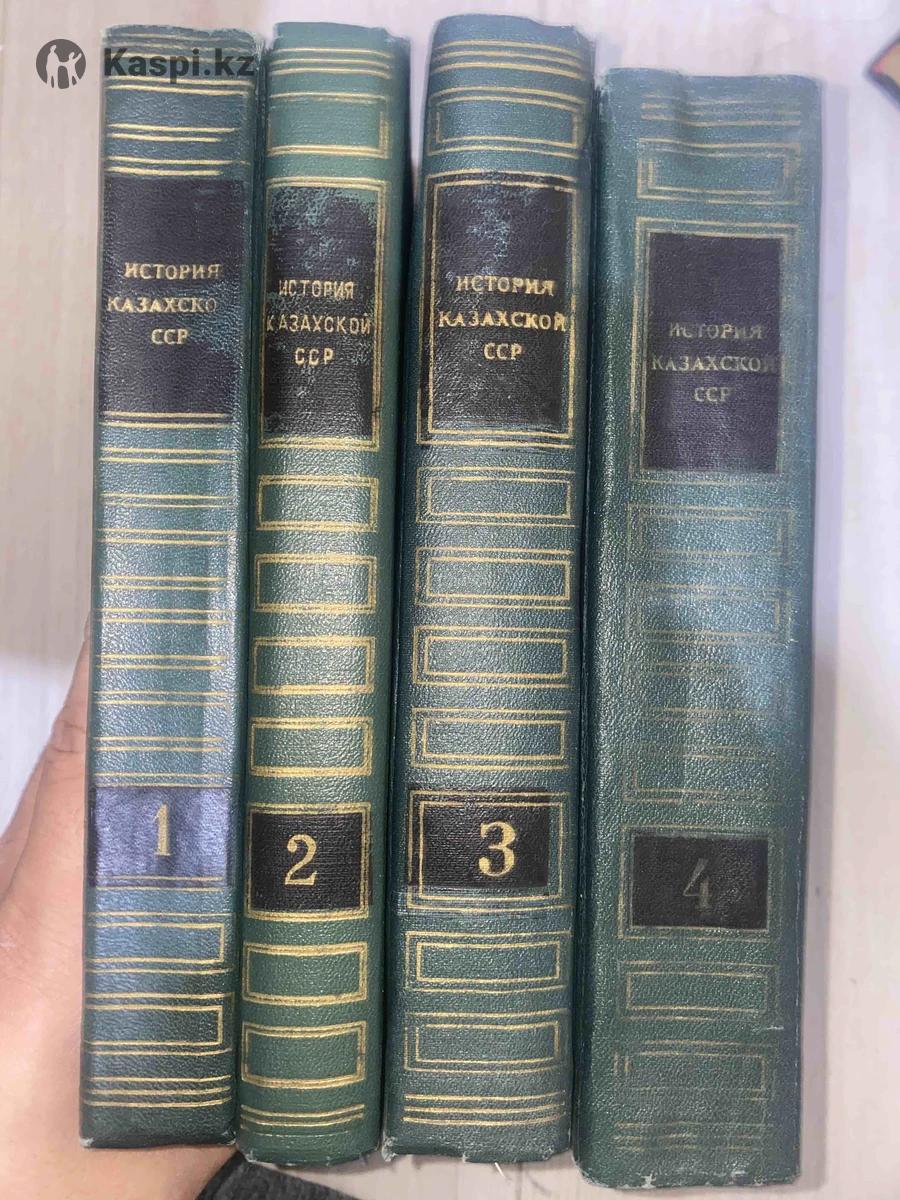 Kaspi.kz
ИСТОРИЯ
КАЗАХСКО
ССР
1
ИСТОРИЯ
КАЗАХСКОЙ
ССР
2
ИСТОРИЯ
КАЗАХСКОЙ
ССР
3
ИСТОРИЯ
КАЗАХСКОЙ
ССР
4